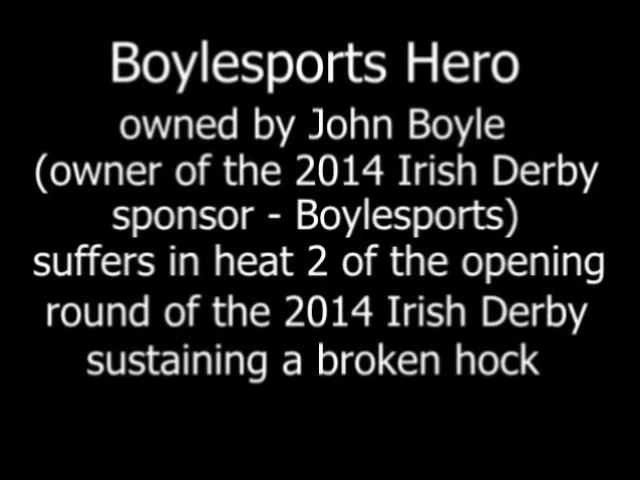 Boylesports Hero
owned by John Boyle
(owner of the 2014 Irish Derby
sponsor - Boylesports)
suffers in heat 2 of the opening
round of the 2014 Irish Derby
sustaining a broken hock